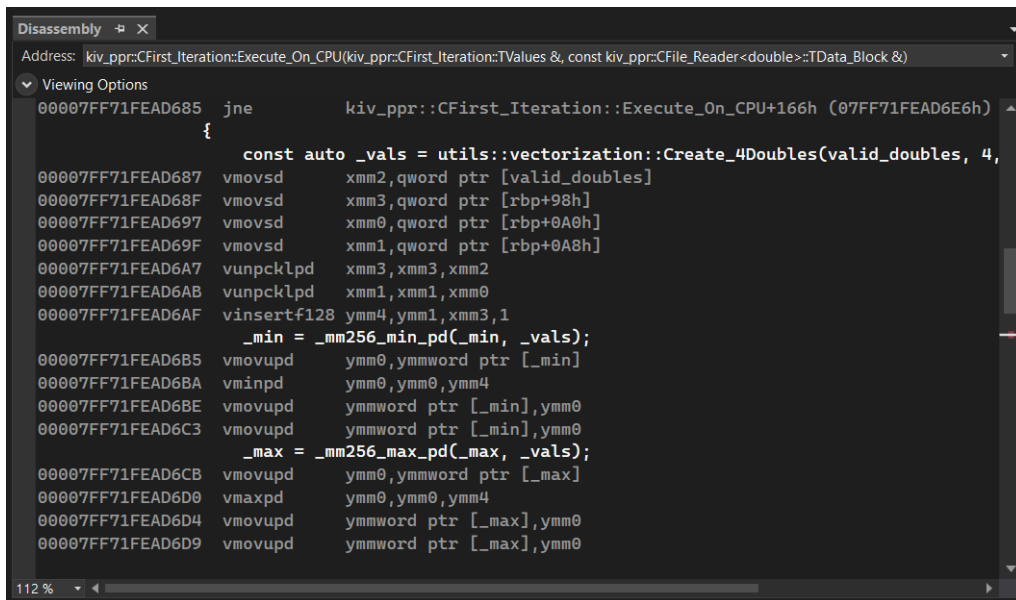 Disassembly
Address: kiv_ppr::CFirst_Iteration::Execute_On_CPU(kiv_ppr::CFirst_Iteration::TValues &, const kiv_ppr::CFile_Reader<double>::TData_Block &)
Viewing Options
00007FF71FEAD685 jne kiv_ppr::CFirst_Iteration::Execute_On_CPU+166h (07FF71FEAD6E6h)
{
const auto _vals = utils::vectorization::Create_4Doubles(valid_doubles, 4,
00007FF71FEAD687 vmovsd xmm2,qword ptr [valid_doubles]
00007FF71FEAD68F vmovsd xmm3,qword ptr [rbp+98h]
00007FF71FEAD697 vmovsd xmm0,qword ptr [rbp+0A0h]
00007FF71FEAD69F vmovsd xmm1,qword ptr [rbp+0A8h]
00007FF71FEAD6A7 vunpcklpd xmm3,xmm3,xmm2
00007FF71FEAD6AB vunpcklpd xmm1,xmm1,xmm0
00007FF71FEAD6AF vinsertf128 ymm4,ymm1,xmm3,1
_min = _mm256_min_pd(_min, _vals);
00007FF71FEAD6B5 vmovupd ymm0,ymmword ptr [_min]
00007FF71FEAD6BA vminpd ymm0,ymm0,ymm4
00007FF71FEAD6BE vmovupd ymmword ptr [_min],ymm0
00007FF71FEAD6C3 vmovupd ymmword ptr [_min],ymm0
_max = _mm256_max_pd(_max, _vals);
00007FF71FEAD6CB vmovupd ymm0,ymmword ptr [_max]
00007FF71FEAD6D0 vmaxpd ymm0,ymm0,ymm4
00007FF71FEAD6D4 vmovupd ymmword ptr [_max],ymm0
00007FF71FEAD6D9 vmovupd ymmword ptr [_max],ymm0
112 %